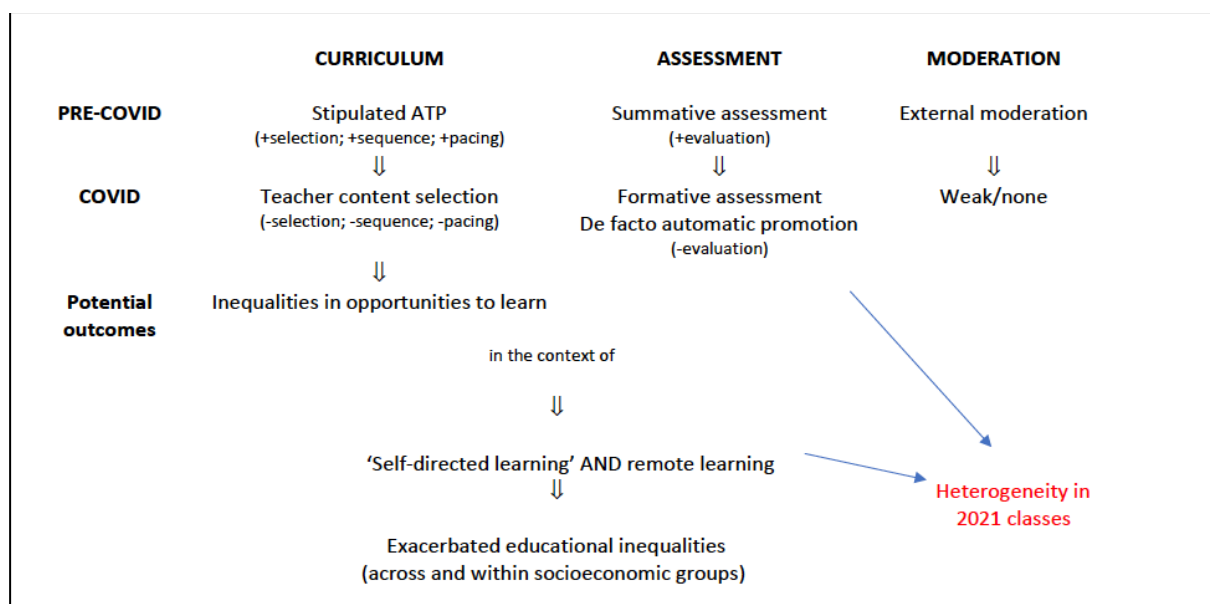 CURRICULUM ASSESSMENT MODERATION
PRE-COVID Stipulated ATP Summative assessment External moderation
(+selection; +sequence; +pacing) (+evaluation)
⇓ ⇓ ⇓
COVID Teacher content selection Formative assessment Weak/none
(-selection; -sequence; -pacing) De facto automatic promotion
(-evaluation)
⇓
Potential Inequalities in opportunities to learn
outcomes
in the context of
⇓
‘Self-directed learning’ AND remote learning
⇓
Heterogeneity in
2021 classes
Exacerbated educational inequalities
(across and within socioeconomic groups)